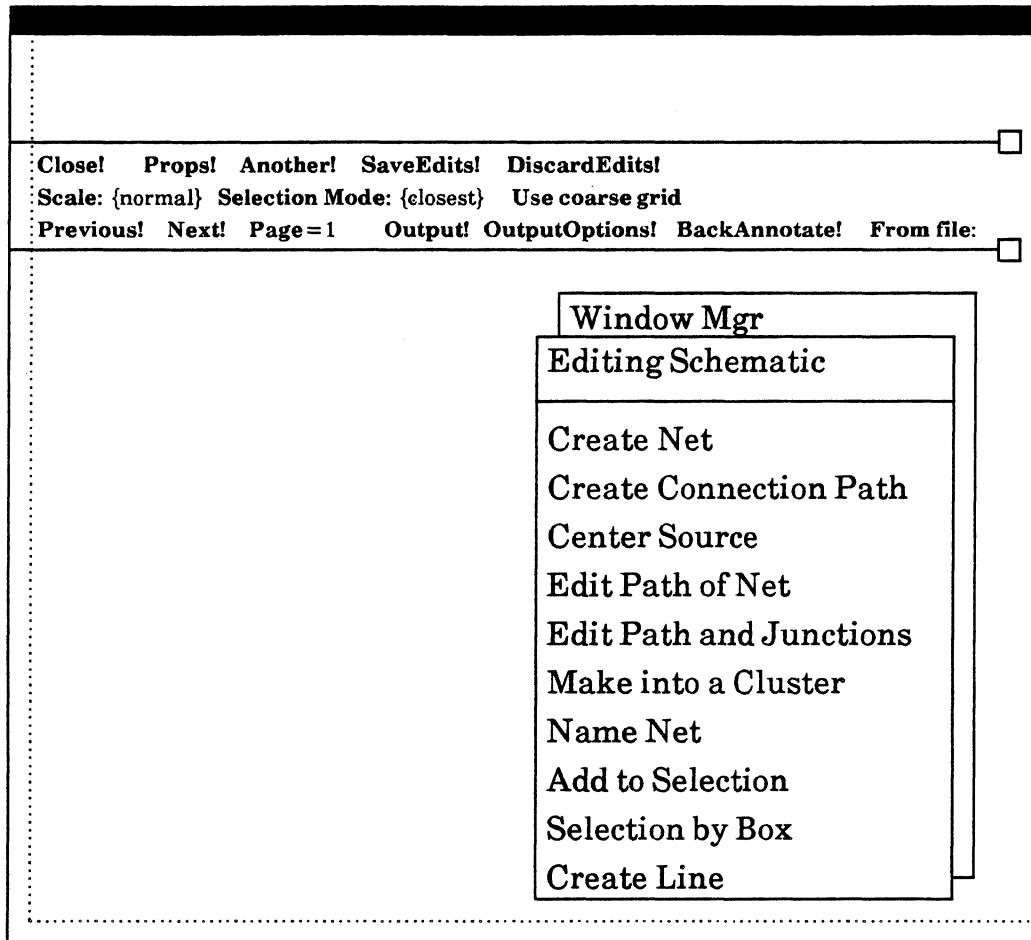 Close! Props! Another! SaveEdits! DiscardEdits!
Scale: {normal} Selection Mode: {closest} Use coarse grid
Previous! Next! Page=1 Output! OutputOptions! BackAnnotate! From file:
Window Mgr
Editing Schematic
Create Net
Create Connection Path
Center Source
Edit Path of Net
Edit Path and Junctions
Make into a Cluster
Name Net
Add to Selection
Selection by Box
Create Line